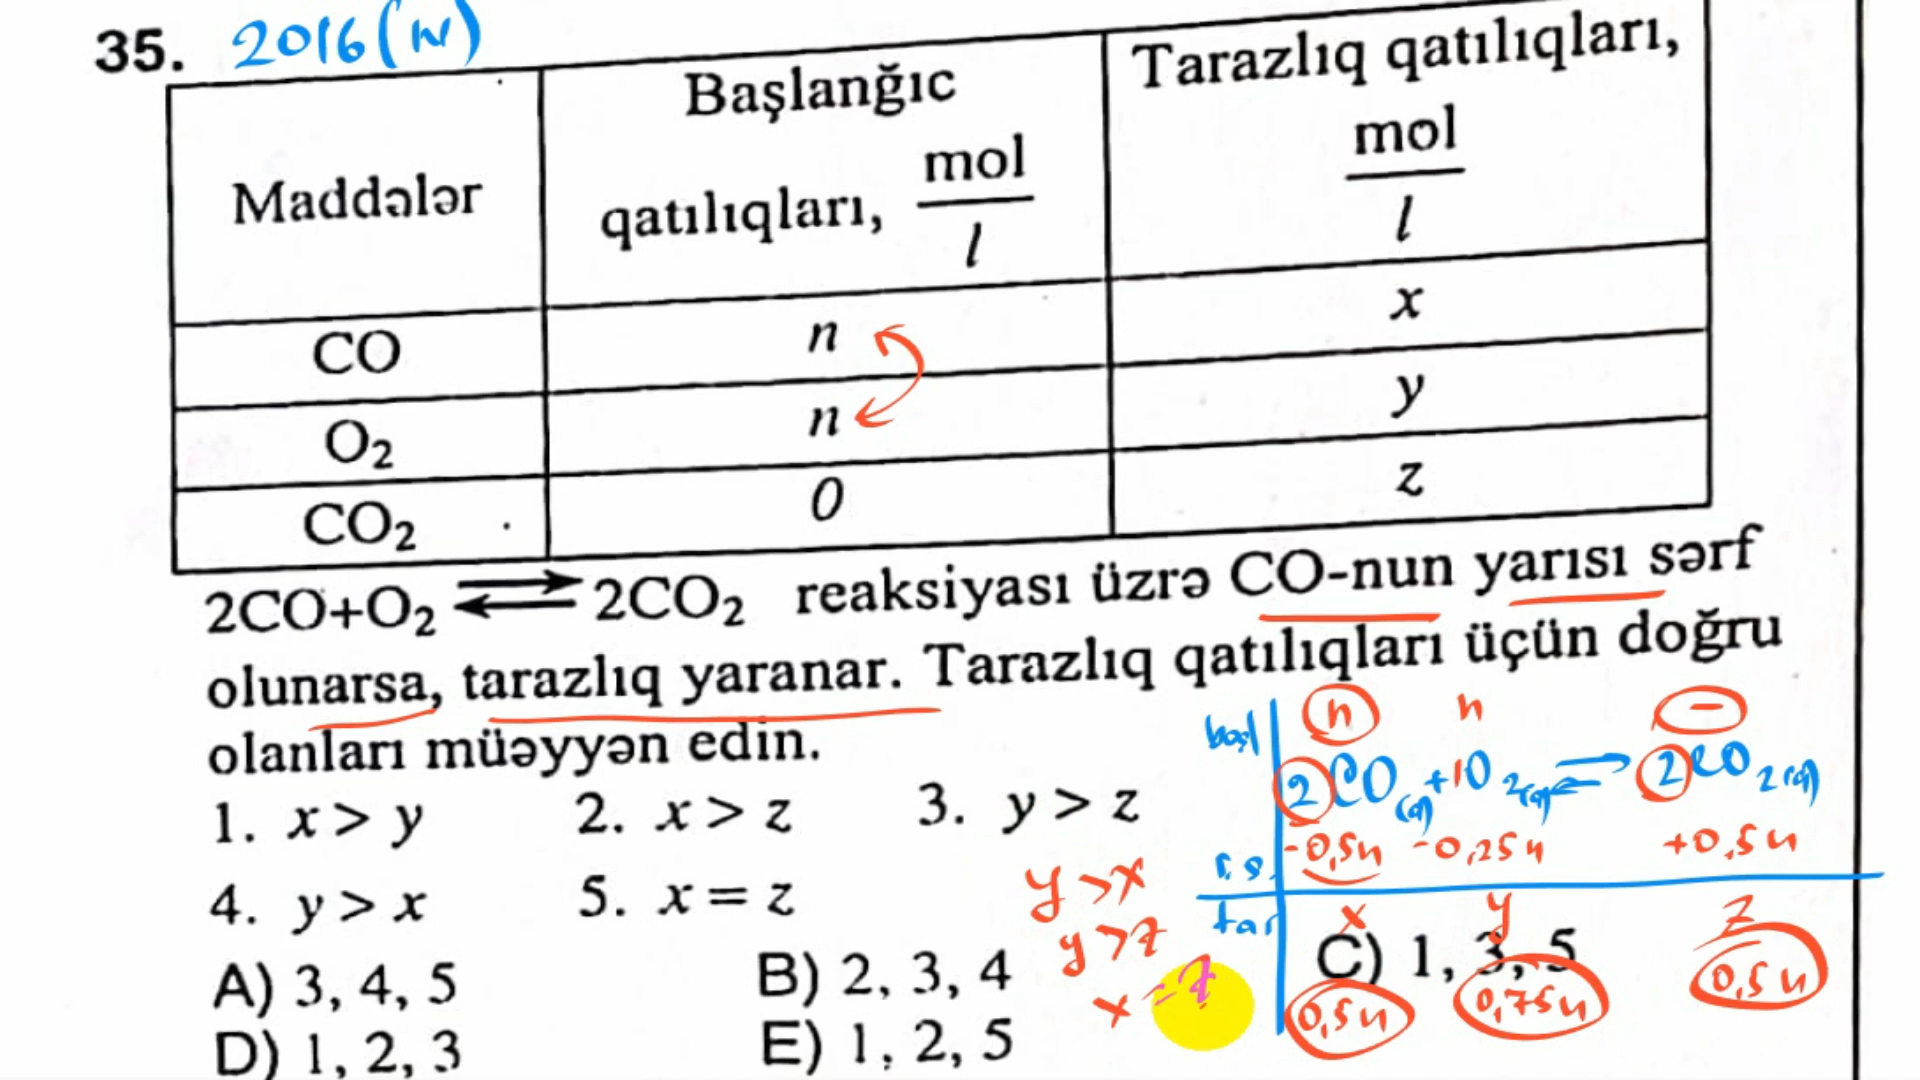 35. 2016(IV)
Maddələr
Başlanğıc qatılıqları, mol/l
Tarazlıq qatılıqları, mol/l
CO n x
O₂ n y
CO₂ 0 z
2CO+O₂ ⇄ 2CO₂ reaksiyası üzrə CO-nun yarısı sərf
olunarsa, tarazlıq yaranar. Tarazlıq qatılıqları üçün doğru
olanları müəyyən edin.
1. x > y 2. x > z 3. y > z
4. y > x 5. x = z
A) 3, 4, 5 B) 2, 3, 4 C) 1, 3, 5
D) 1, 2, 3 E) 1, 2, 5
başl n n –
2CO(q) + 1O2(q) ⇄ 2CO2(q)
r.s. -0,5n -0,25n +0,5n
tar x y z
0,5n 0,75n 0,5n
y > x
y > z
x = z